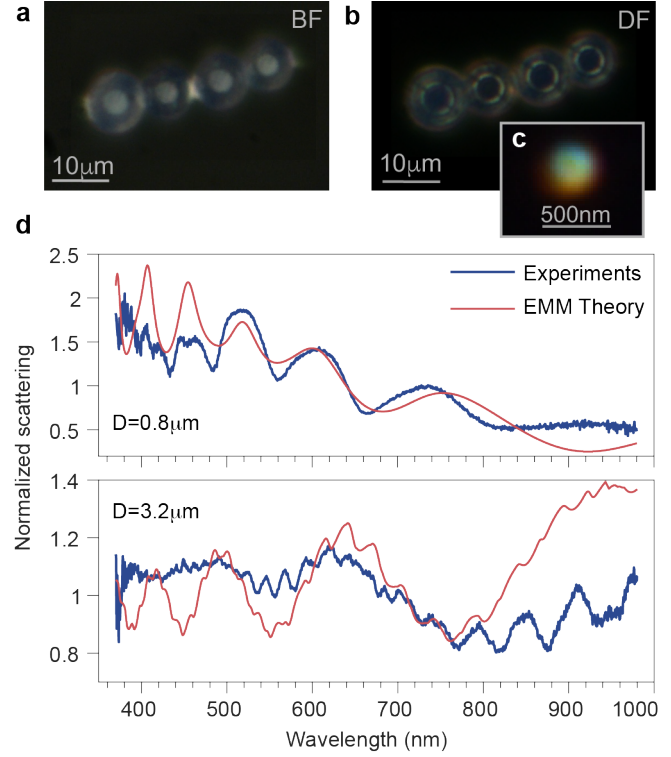 a
BF
10μm
b
DF
10μm
c
500nm
d
2.5
2
1.5
1
0.5
Experiments
EMM Theory
D=0.8μm
Normalized scattering
1.4
1.2
1
0.8
D=3.2μm
400 500 600 700 800 900 1000
Wavelength (nm)